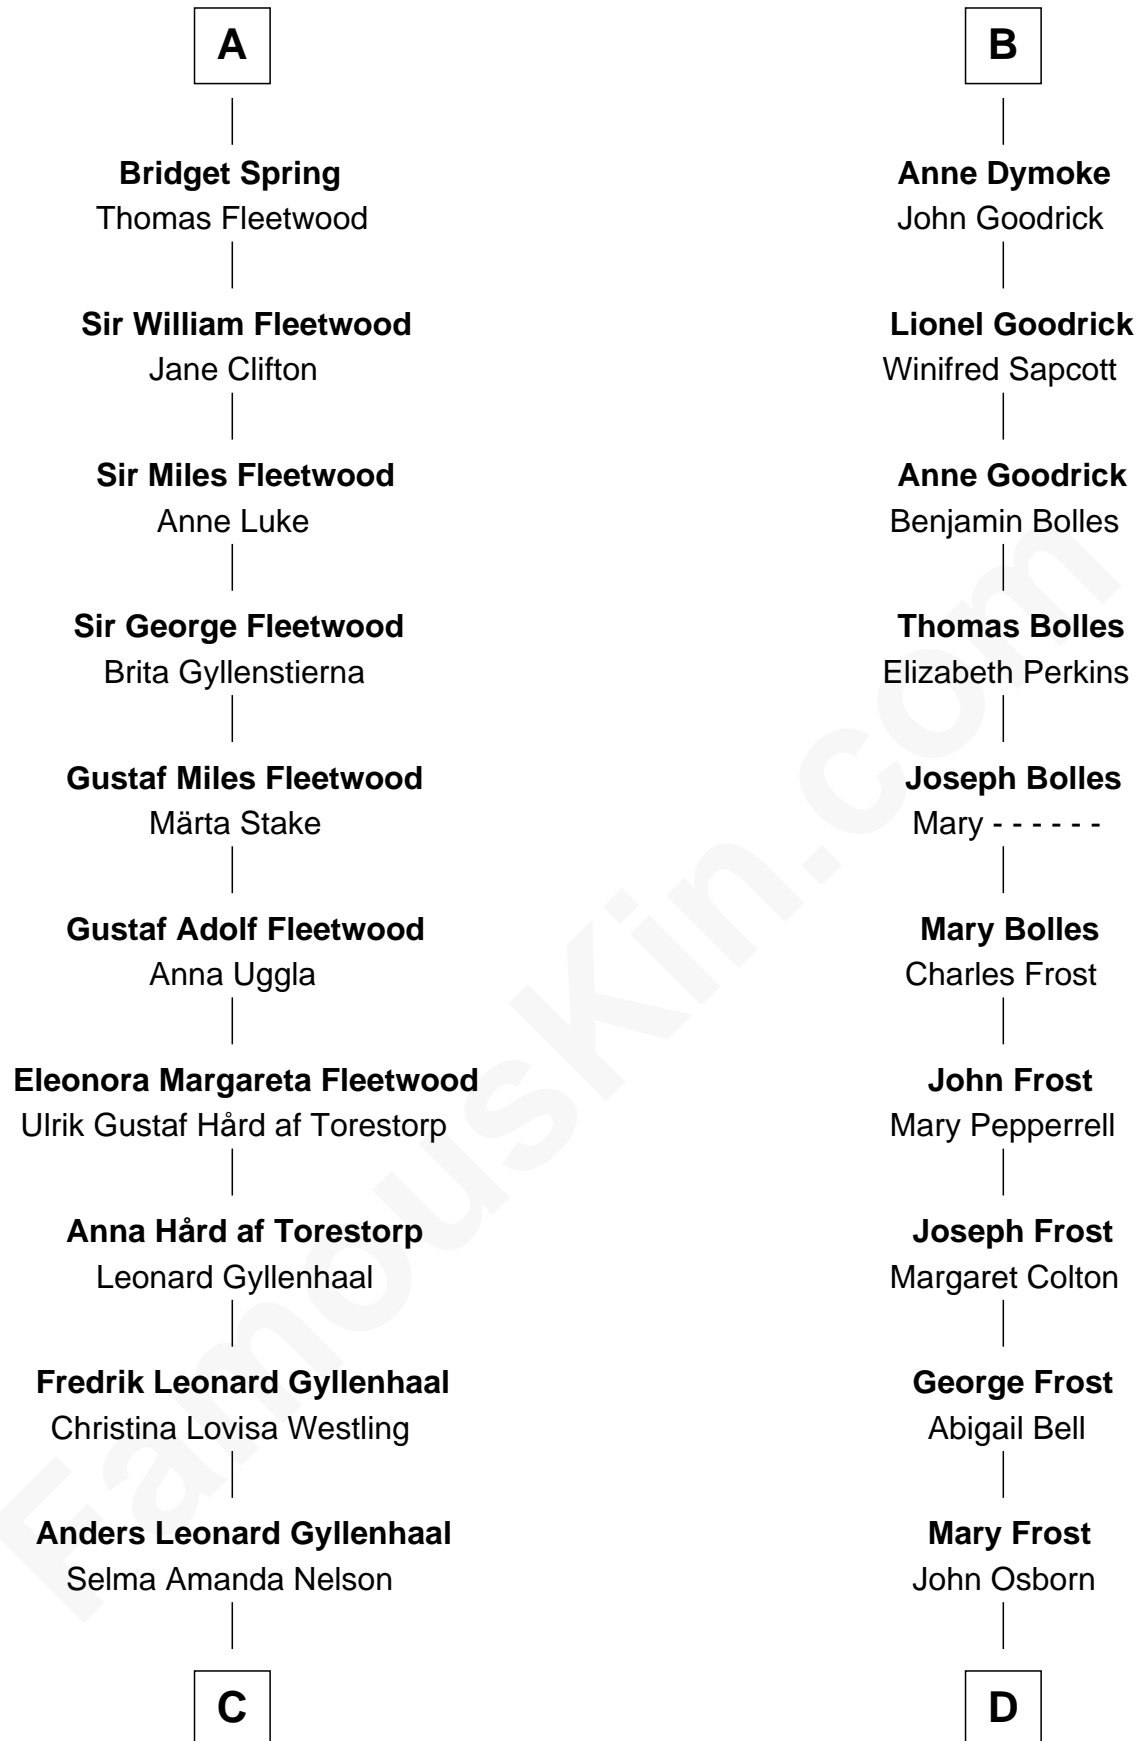 A
Bridget Spring
Thomas Fleetwood
Sir William Fleetwood
Jane Clifton
Sir Miles Fleetwood
Anne Luke
Sir George Fleetwood
Brita Gyllenstierna
Gustaf Miles Fleetwood
Märta Stake
Gustaf Adolf Fleetwood
Anna Uggla
Eleonora Margareta Fleetwood
Ulrik Gustaf Hård af Torestorp
Anna Hård af Torestorp
Leonard Gyllenhaal
Fredrik Leonard Gyllenhaal
Christina Lovisa Westling
Anders Leonard Gyllenhaal
Selma Amanda Nelson
C
B
Anne Dymoke
John Goodrick
Lionel Goodrick
Winifred Sapcott
Anne Goodrick
Benjamin Bolles
Thomas Bolles
Elizabeth Perkins
Joseph Bolles
Mary - - - - - -
Mary Bolles
Charles Frost
John Frost
Mary Pepperrell
Joseph Frost
Margaret Colton
George Frost
Abigail Bell
Mary Frost
John Osborn
D
FamousKin.com